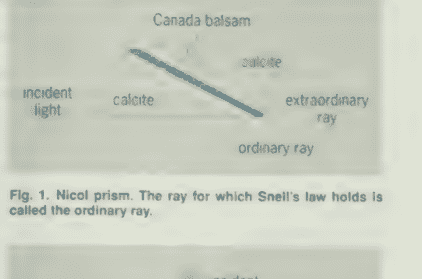 Canada balsam
calcite
incident
light
calcite
extraordinary
ray
ordinary ray
Fig. 1. Nicol prism. The ray for which Snell's law holds is
called the ordinary ray.